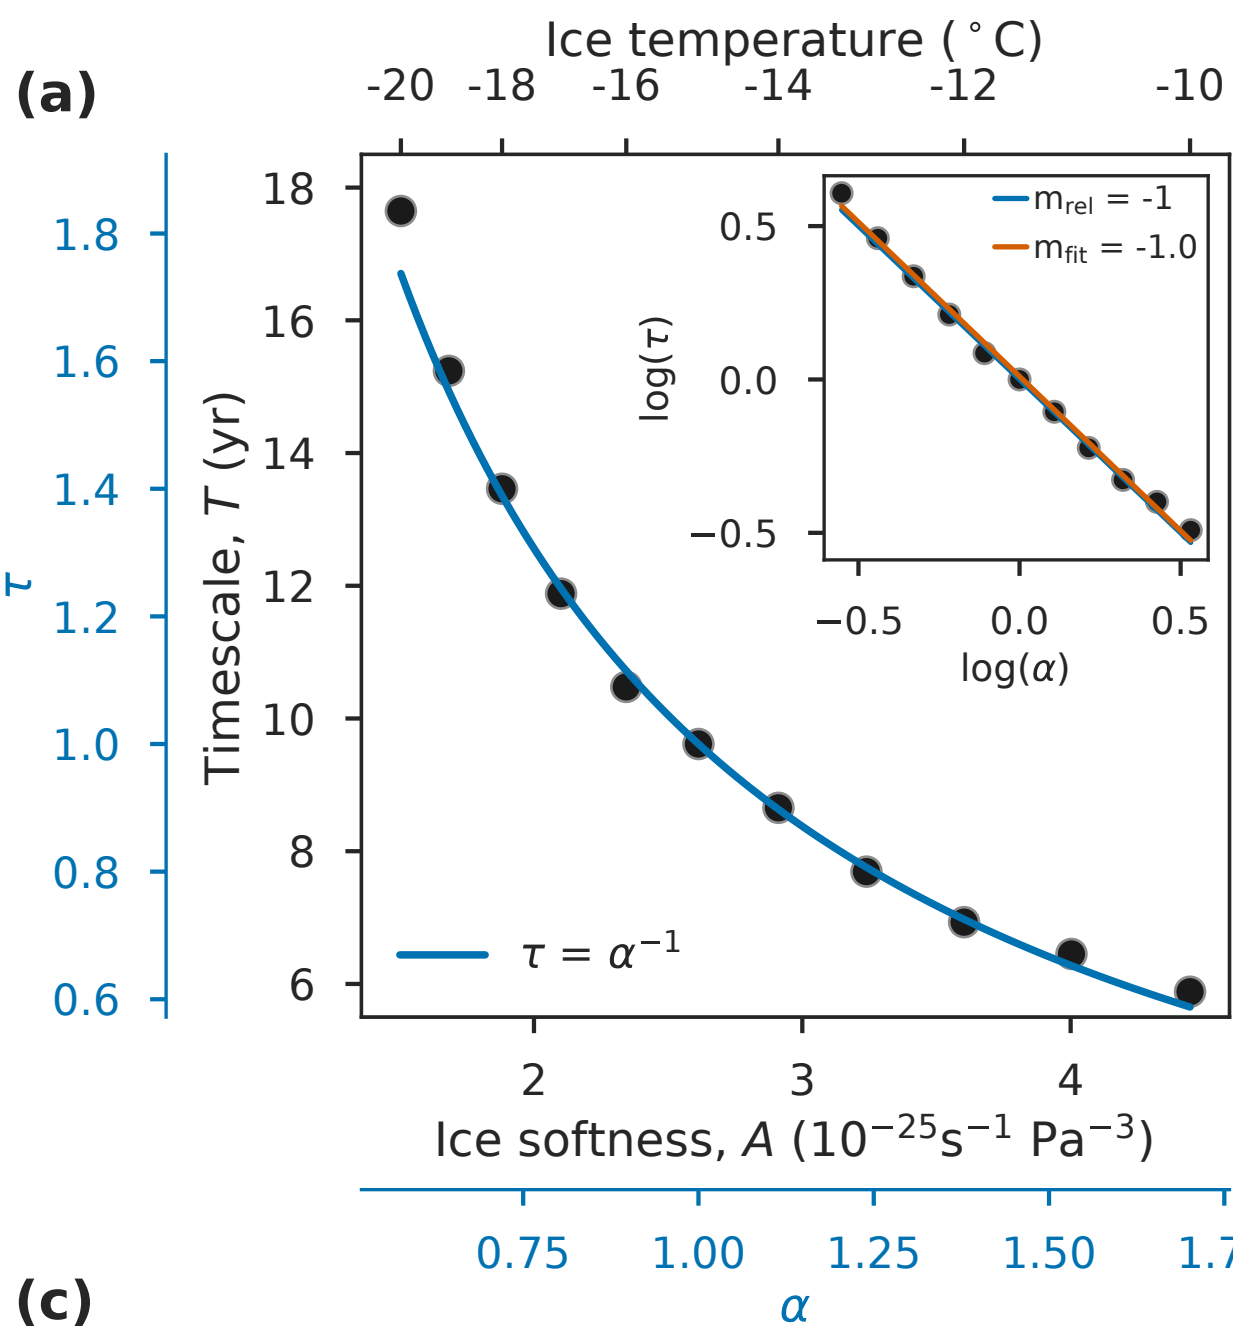 Ice temperature (°C)
(a)
-20 -18 -16 -14 -12 -10
18
16
14
12
10
8
6
Timescale, T (yr)
1.8
1.6
1.4
1.2
1.0
0.8
0.6
τ
m_rel = -1
m_fit = -1.0
0.5
0.0
−0.5
log(τ)
−0.5 0.0 0.5
log(α)
τ = α⁻¹
2 3 4
Ice softness, A (10⁻²⁵s⁻¹ Pa⁻³)
0.75 1.00 1.25 1.50 1.7
α
(c)